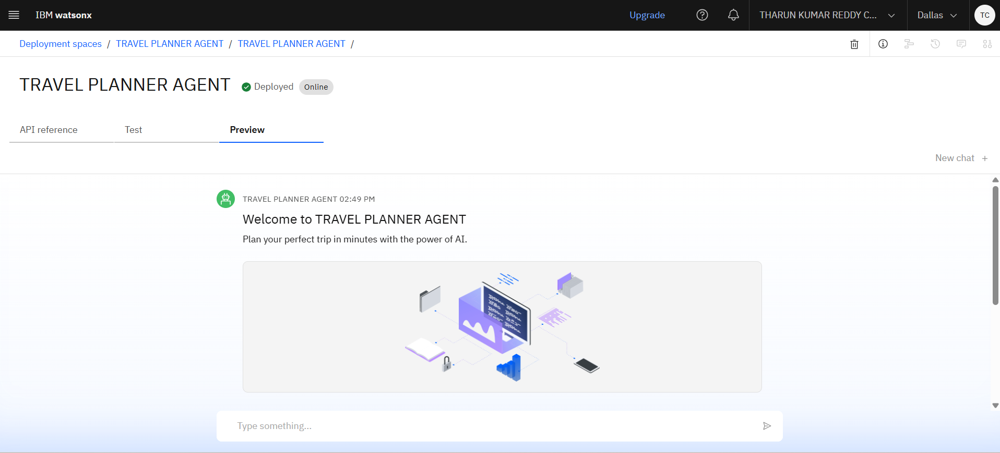 IBM watsonx
Upgrade
THARUN KUMAR REDDY C...
Dallas
TC
Deployment spaces / TRAVEL PLANNER AGENT / TRAVEL PLANNER AGENT /
TRAVEL PLANNER AGENT
Deployed
Online
API reference
Test
Preview
New chat +
TRAVEL PLANNER AGENT 02:49 PM
Welcome to TRAVEL PLANNER AGENT
Plan your perfect trip in minutes with the power of AI.
Type something...